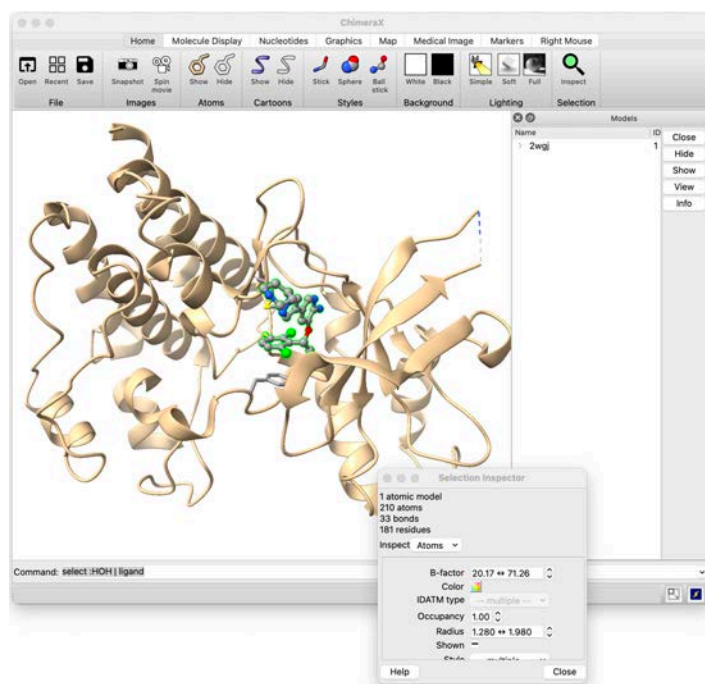 ChimeraX
Home Molecule Display Nucleotides Graphics Map Medical Image Markers Right Mouse
Open Recent Save Snapshot Spin movie Show Hide Show Hide Stick Sphere Ball stick White Black Simple Soft Full Inspect
File Images Atoms Cartoons Styles Background Lighting Selection
Models
Name ID
2wgj 1
Close
Hide
Show
View
Info
Selection Inspector
1 atomic model
210 atoms
33 bonds
181 residues
Inspect Atoms
Command: select :HOH | ligand
B-factor 20.17 ↔ 71.26
Color
IDATM type -- multiple --
Occupancy 1.00
Radius 1.280 ↔ 1.980
Shown
Help Close